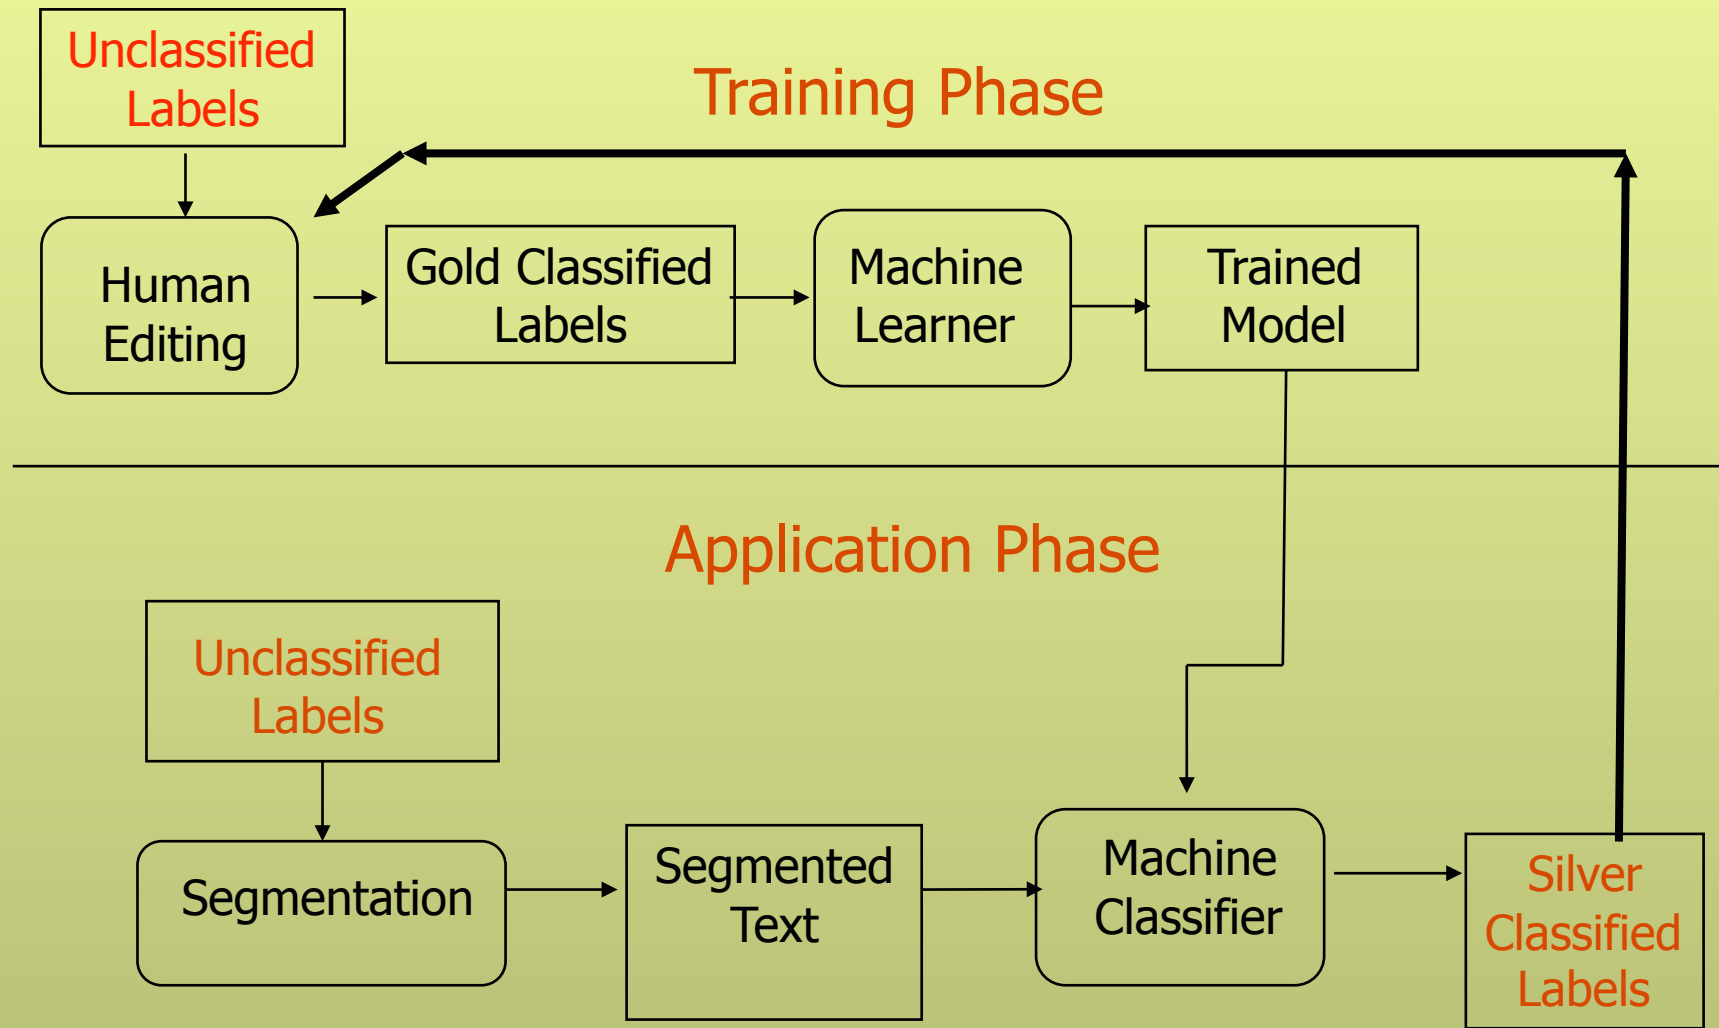 Unclassified
Labels
Training Phase
Human
Editing
Gold Classified
Labels
Machine
Learner
Trained
Model
Application Phase
Unclassified
Labels
Segmentation
Segmented
Text
Machine
Classifier
Silver
Classified
Labels